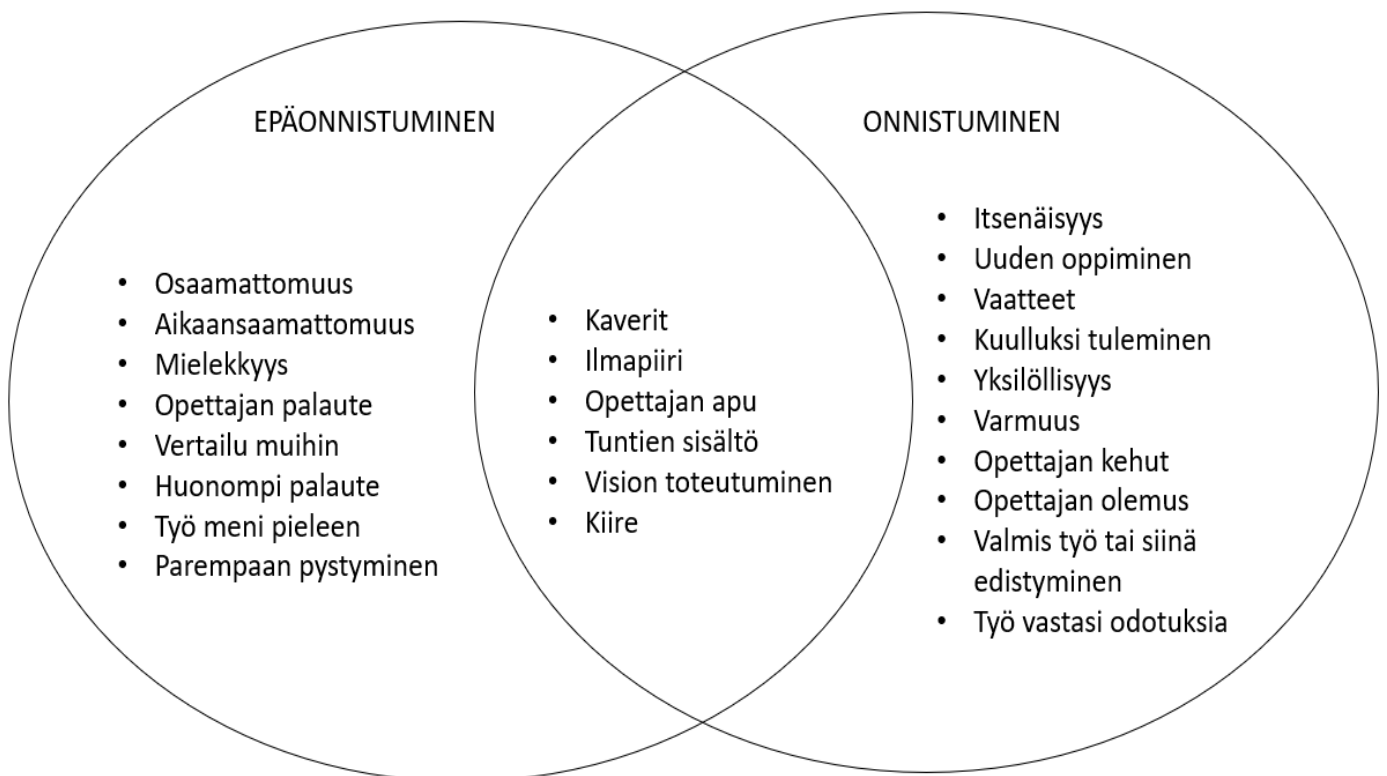 EPÄONNISTUMINEN
• Osaamattomuus
• Aikaansaamattomuus
• Mielekkyys
• Opettajan palaute
• Vertailu muihin
• Huonompi palaute
• Työ meni pieleen
• Parempaan pystyminen
• Kaverit
• Ilmapiiri
• Opettajan apu
• Tuntien sisältö
• Vision toteutuminen
• Kiire
ONNISTUMINEN
• Itsenäisyys
• Uuden oppiminen
• Vaatteet
• Kuulluksi tuleminen
• Yksilöllisyys
• Varmuus
• Opettajan kehut
• Opettajan olemus
• Valmis työ tai siinä
edistyminen
• Työ vastasi odotuksia